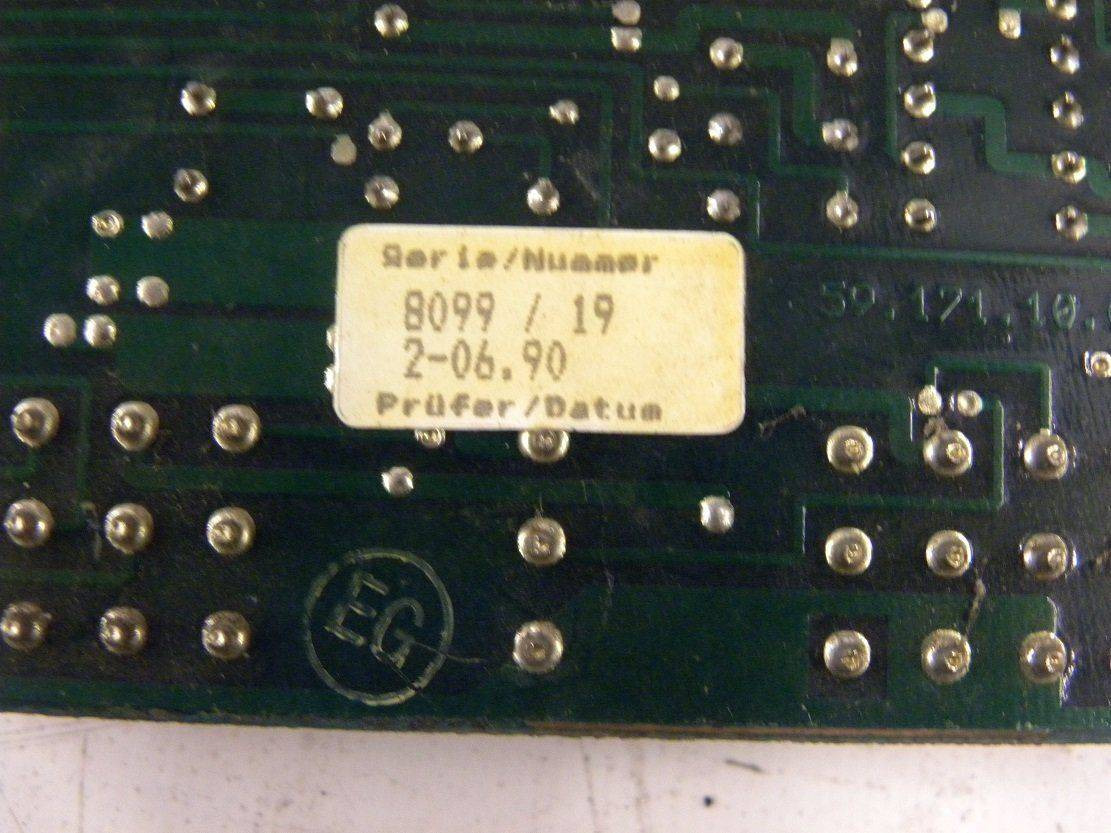 Serie/Nummer
8099 / 19
2-06.90
Prüfer/Datum
59.171.10.
EG